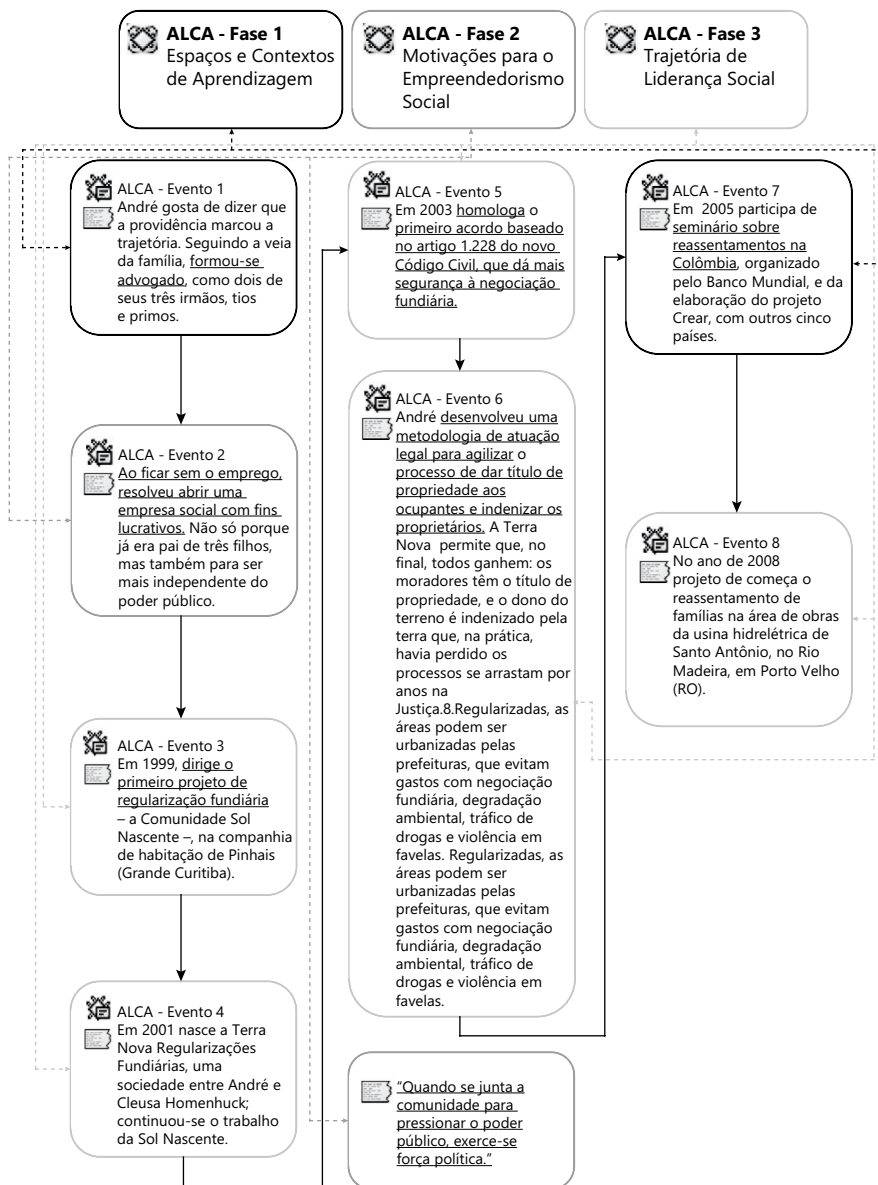 ALCA - Fase 1
Espaços e Contextos
de Aprendizagem
ALCA - Fase 2
Motivações para o
Empreendedorismo
Social
ALCA - Fase 3
Trajetória de
Liderança Social
ALCA - Evento 1
André gosta de dizer que
a providência marcou a
trajetória. Seguindo a veia
da família, formou-se
advogado, como dois de
seus três irmãos, tios
e primos.
ALCA - Evento 2
Ao ficar sem o emprego,
resolveu abrir uma
empresa social com fins
lucrativos. Não só porque
já era pai de três filhos,
mas também para ser
mais independente do
poder público.
ALCA - Evento 3
Em 1999, dirige o
primeiro projeto de
regularização fundiária
– a Comunidade Sol
Nascente –, na companhia
de habitação de Pinhais
(Grande Curitiba).
ALCA - Evento 4
Em 2001 nasce a Terra
Nova Regularizações
Fundiárias, uma
sociedade entre André e
Cleusa Homenhuck;
continuou-se o trabalho
da Sol Nascente.
ALCA - Evento 5
Em 2003 homologa o
primeiro acordo baseado
no artigo 1.228 do novo
Código Civil, que dá mais
segurança à negociação
fundiária.
ALCA - Evento 6
André desenvolveu uma
metodologia de atuação
legal para agilizar o
processo de dar título de
propriedade aos
ocupantes e indenizar os
proprietários. A Terra
Nova permite que, no
final, todos ganhem: os
moradores têm o título de
propriedade, e o dono do
terreno é indenizado pela
terra que, na prática,
havia perdido os
processos se arrastam por
anos na
Justiça.8.Regularizadas, as
áreas podem ser
urbanizadas pelas
prefeituras, que evitam
gastos com negociação
fundiária, degradação
ambiental, tráfico de
drogas e violência em
favelas. Regularizadas, as
áreas podem ser
urbanizadas pelas
prefeituras, que evitam
gastos com negociação
fundiária, degradação
ambiental, tráfico de
drogas e violência em
favelas.
"Quando se junta a
comunidade para
pressionar o poder
público, exerce-se
força política."
ALCA - Evento 7
Em 2005 participa de
seminário sobre
reassentamentos na
Colômbia, organizado
pelo Banco Mundial, e da
elaboração do projeto
Crear, com outros cinco
países.
ALCA - Evento 8
No ano de 2008
projeto de começa o
reassentamento de
famílias na área de obras
da usina hidrelétrica de
Santo Antônio, no Rio
Madeira, em Porto Velho
(RO).